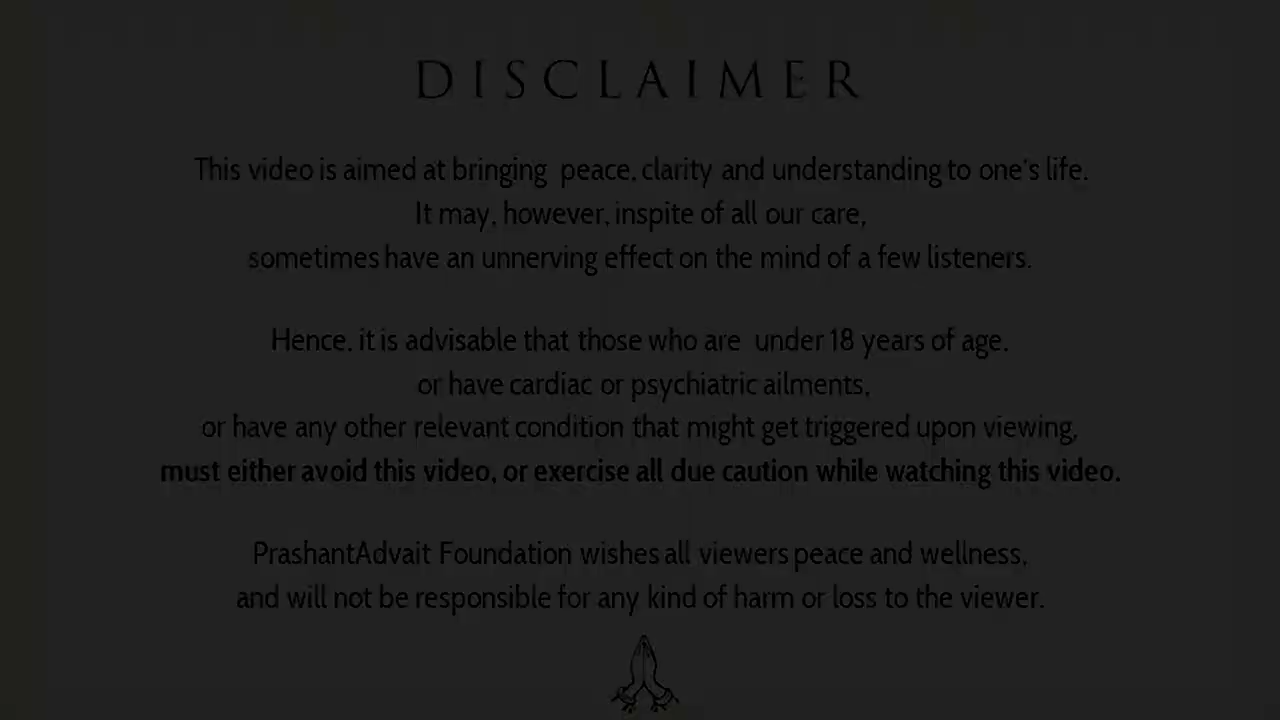 DISCLAIMER
This video is aimed at bringing peace, clarity and understanding to one's life.
It may, however, inspite of all our care,
sometimes have an unnerving effect on the mind of a few listeners.
Hence, it is advisable that those who are under 18 years of age,
or have cardiac or psychiatric ailments,
or have any other relevant condition that might get triggered upon viewing,
must either avoid this video, or exercise all due caution while watching this video.
PrashantAdvait Foundation wishes all viewers peace and wellness,
and will not be responsible for any kind of harm or loss to the viewer.